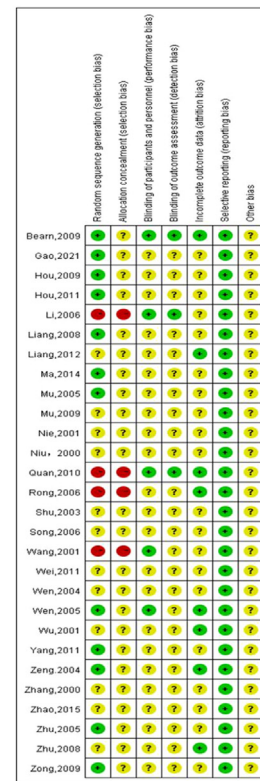 Random sequence generation (selection bias)
Allocation concealment (selection bias)
Blinding of participants and personnel (performance bias)
Blinding of outcome assessment (detection bias)
Incomplete outcome data (attrition bias)
Selective reporting (reporting bias)
Other bias
Bearn,2009 + ? + + + + ?
Gao,2021 + ? ? ? ? + ?
Hou,2009 + ? ? ? ? + ?
Hou,2011 + ? ? ? ? + ?
Li,2006 - - + + ? + ?
Liang,2008 + ? ? ? ? + ?
Liang,2012 ? ? ? ? + + ?
Ma,2014 + ? ? ? ? + ?
Mu,2005 + ? ? ? ? + ?
Mu,2009 ? ? ? ? ? + ?
Nie,2001 ? ? ? ? ? + ?
Niu，2000 ? ? ? ? ? + ?
Quan,2010 - - + + + + ?
Rong,2006 - - ? ? + + ?
Shu,2003 ? ? ? ? ? + ?
Song,2006 ? ? ? ? ? + ?
Wang,2001 - - + ? ? + ?
Wei,2011 ? ? ? ? ? + ?
Wen,2004 ? ? ? ? ? + ?
Wen,2005 + ? + ? + + ?
Wu,2001 ? ? ? ? + + ?
Yang,2011 + ? ? ? ? + ?
Zeng.2004 + ? ? ? + + ?
Zhang,2000 ? ? ? ? ? + ?
Zhao,2015 ? ? ? ? ? + ?
Zhu,2005 + ? ? ? ? + ?
Zhu,2008 ? ? ? ? + + ?
Zong,2009 + ? ? ? ? + ?